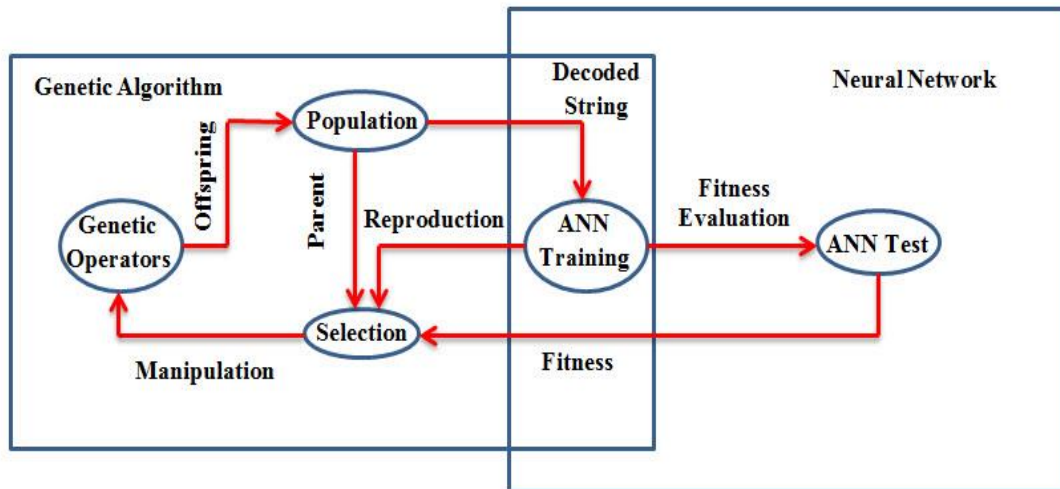 Decoded
String
Neural Network
Genetic Algorithm
Population
Offspring
Parent
Reproduction
Genetic
Operators
ANN
Training
Fitness
Evaluation
ANN Test
Selection
Manipulation
Fitness